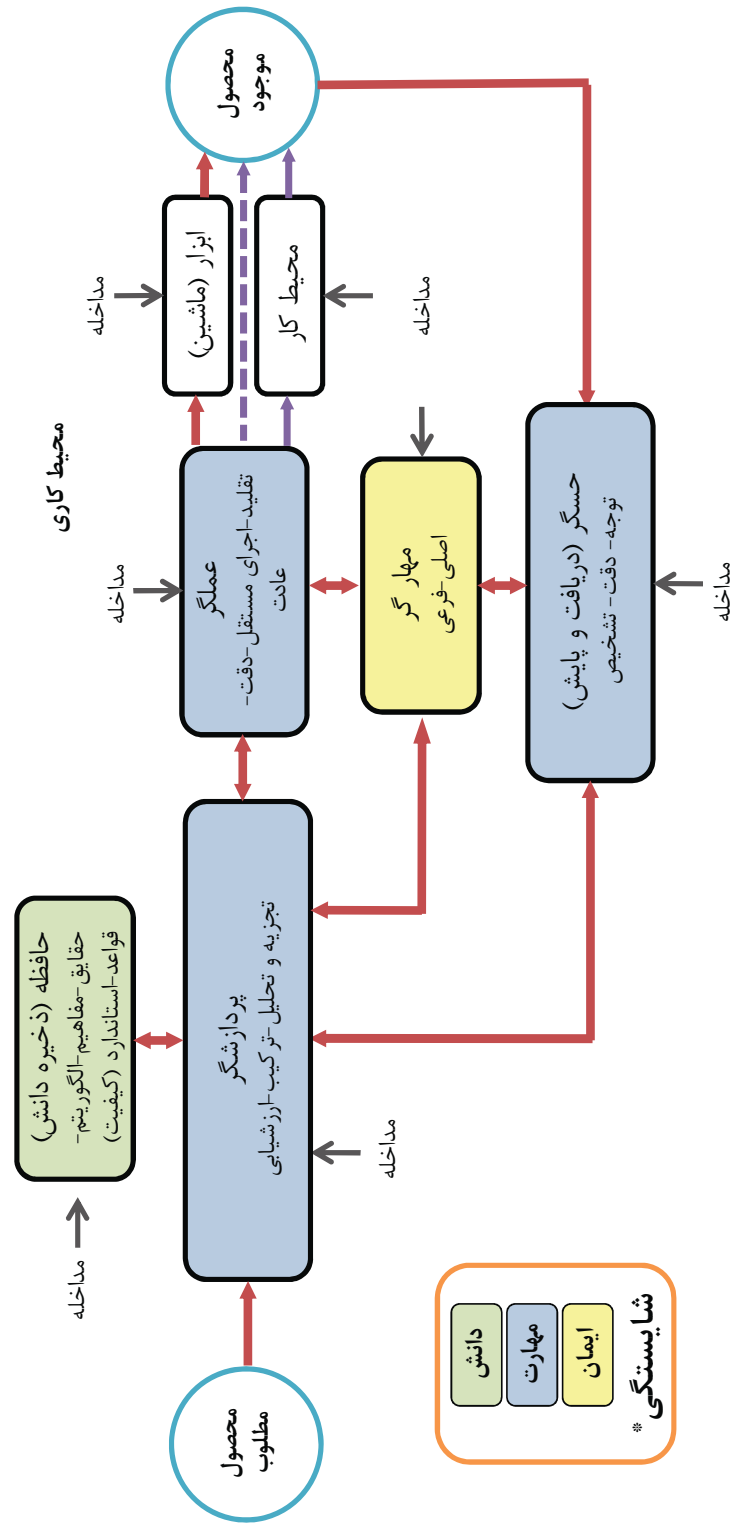 محصول
مطلوب
مداخله
حافظه (ذخیره دانش)
حقایق-مفاهیم-الگوریتم-
قواعد-استاندارد (کیفیت)
پردازشگر
تجزیه و تحلیل-ترکیب-ارزشیابی
مداخله
مداخله
عملگر
تقلید-اجرای مستقل-دقت-
عادت
محیط کاری
مداخله
ابزار (ماشین)
محیط کار
مداخله
محصول
موجود
مهار گر
اصلی-فرعی
حسگر (دریافت و پایش)
توجه- دقت- تشخیص
مداخله
دانش
مهارت
ایمان
* شایستگی